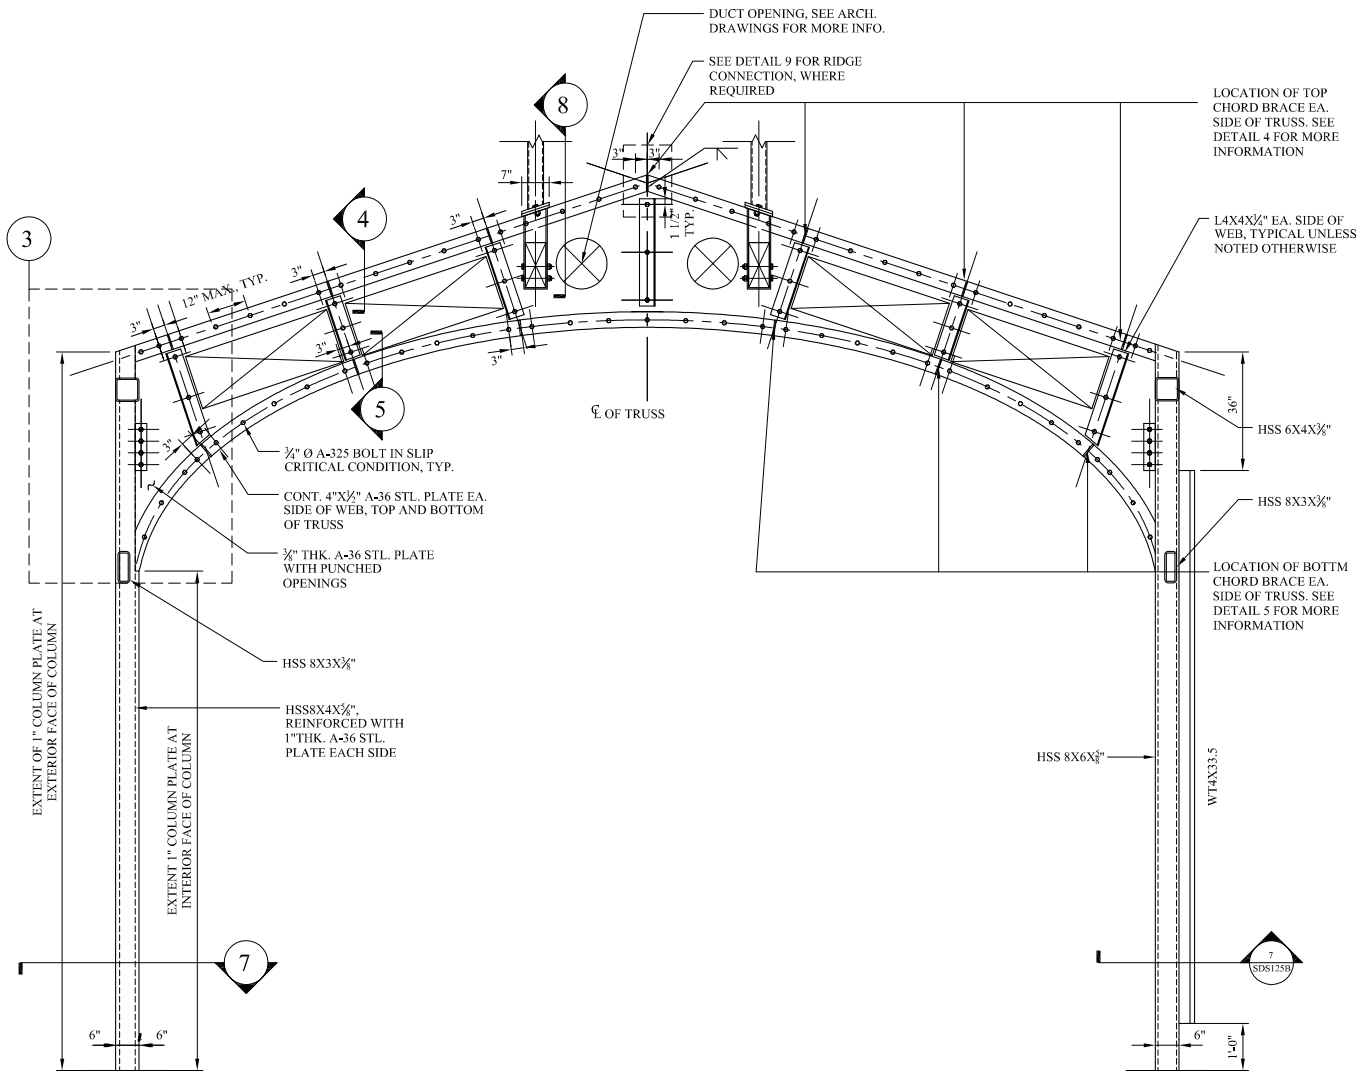 DUCT OPENING, SEE ARCH.
DRAWINGS FOR MORE INFO.
SEE DETAIL 9 FOR RIDGE
CONNECTION, WHERE
REQUIRED
LOCATION OF TOP
CHORD BRACE EA.
SIDE OF TRUSS. SEE
DETAIL 4 FOR MORE
INFORMATION
8
3"
3"
7"
1 1/2"
TYP.
4
3"
L4X4X¼" EA. SIDE OF
WEB, TYPICAL UNLESS
NOTED OTHERWISE
3
3"
12" MAX., TYP.
3"
3"
3"
5
℄ OF TRUSS
36"
HSS 6X4X⅜"
3"
¾" Ø A-325 BOLT IN SLIP
CRITICAL CONDITION, TYP.
CONT. 4"X½" A-36 STL. PLATE EA.
SIDE OF WEB, TOP AND BOTTOM
OF TRUSS
HSS 8X3X⅜"
⅜" THK. A-36 STL. PLATE
WITH PUNCHED
OPENINGS
LOCATION OF BOTTM
CHORD BRACE EA.
SIDE OF TRUSS. SEE
DETAIL 5 FOR MORE
INFORMATION
EXTENT OF 1" COLUMN PLATE AT
EXTERIOR FACE OF COLUMN
HSS 8X3X⅜"
HSS8X4X⅝",
REINFORCED WITH
1"THK. A-36 STL.
PLATE EACH SIDE
EXTENT 1" COLUMN PLATE AT
INTERIOR FACE OF COLUMN
HSS 8X6X⅝"
WT4X33.5
7
7
SDS125B
6"
6"
6"
1'-0"